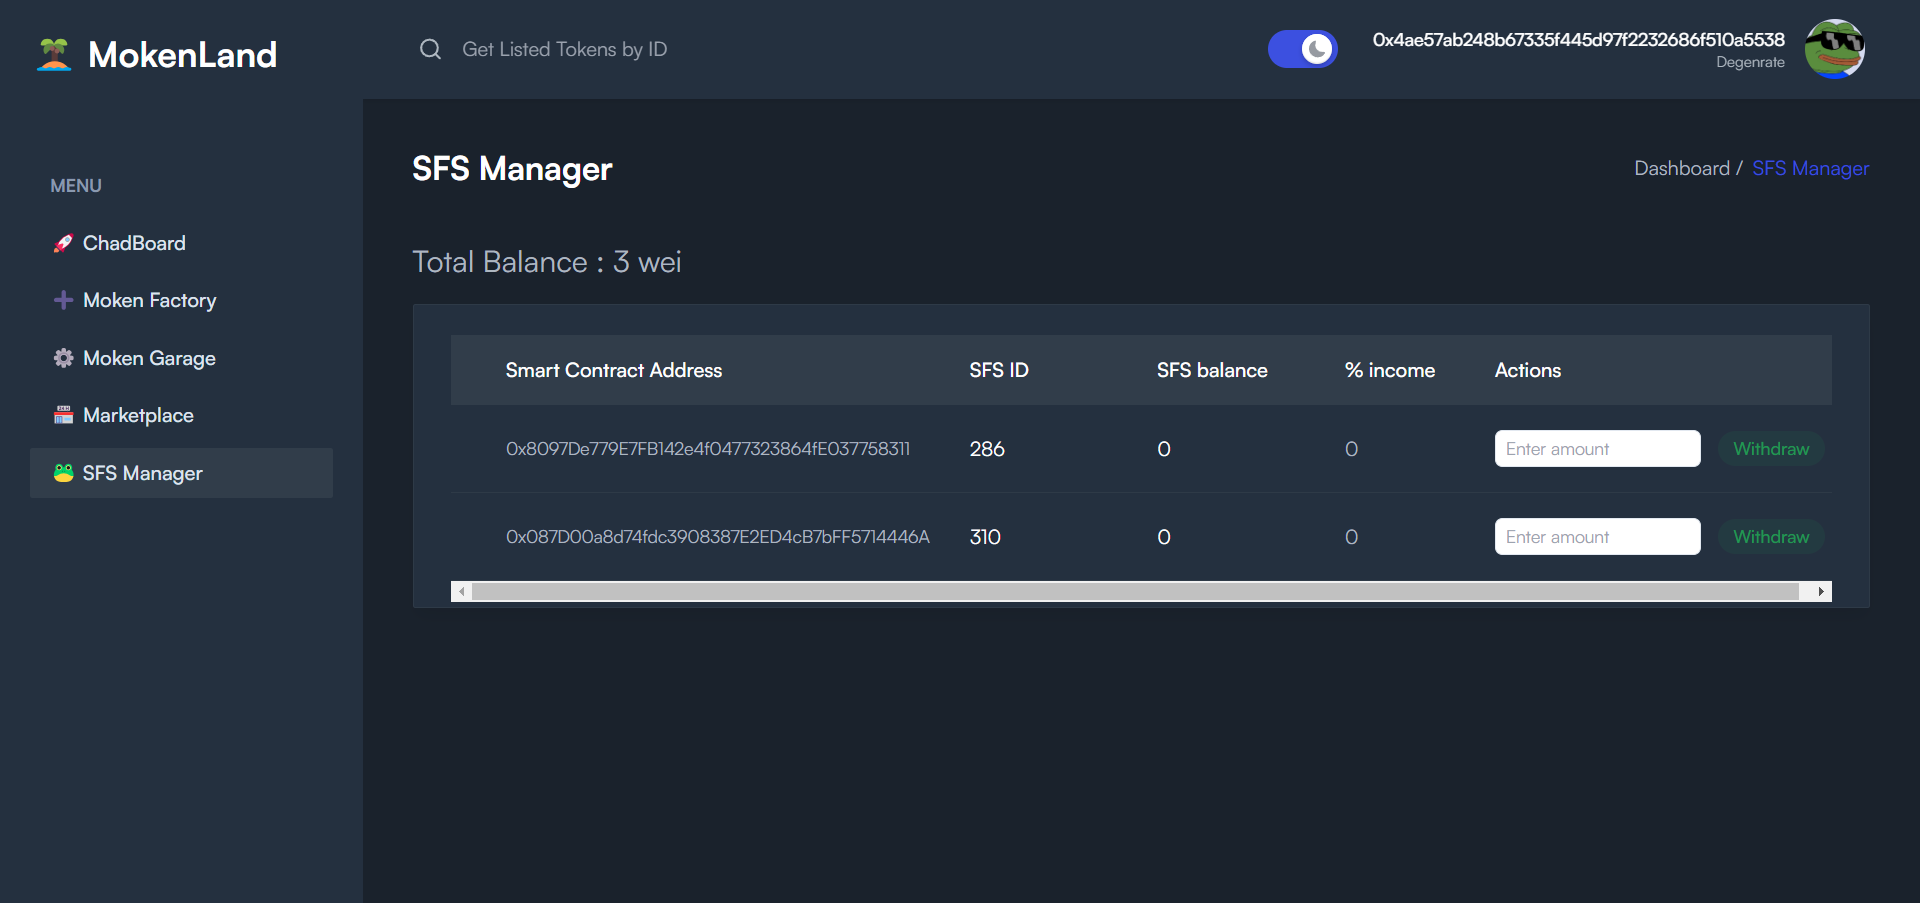 MokenLand
Get Listed Tokens by ID
0x4ae57ab248b67335f445d97f2232686f510a5538
Degenrate
MENU
ChadBoard
Moken Factory
Moken Garage
Marketplace
SFS Manager
SFS Manager
Dashboard / SFS Manager
Total Balance : 3 wei
Smart Contract Address SFS ID SFS balance % income Actions
0x8097De779E7FB142e4f0477323864fE037758311 286 0 0 Enter amount Withdraw
0x087D00a8d74fdc3908387E2ED4cB7bFF5714446A 310 0 0 Enter amount Withdraw